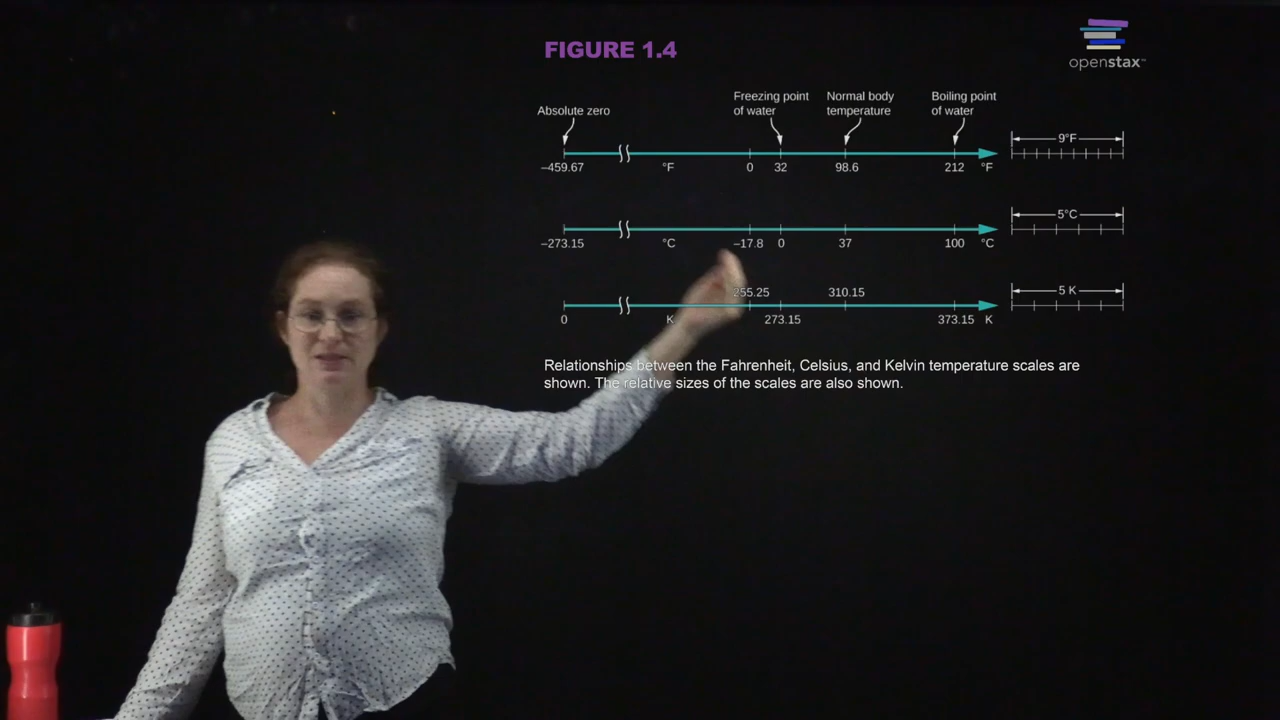 FIGURE 1.4
openstax™
Absolute zero
Freezing point
of water
Normal body
temperature
Boiling point
of water
–459.67 °F 0 32 98.6 212 °F
9°F
–273.15 °C –17.8 0 37 100 °C
5°C
255.25 310.15
0 K 273.15 373.15 K
5 K
Relationships between the Fahrenheit, Celsius, and Kelvin temperature scales are
shown. The relative sizes of the scales are also shown.